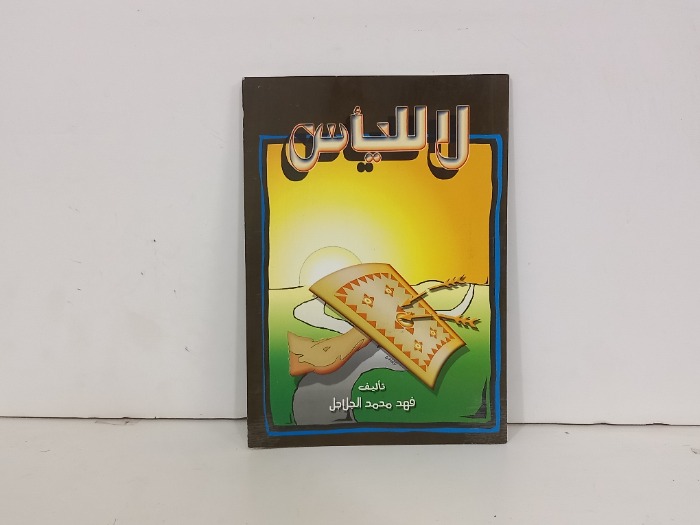 لا لليأس
تأليف
فهد محمد الجلاجل